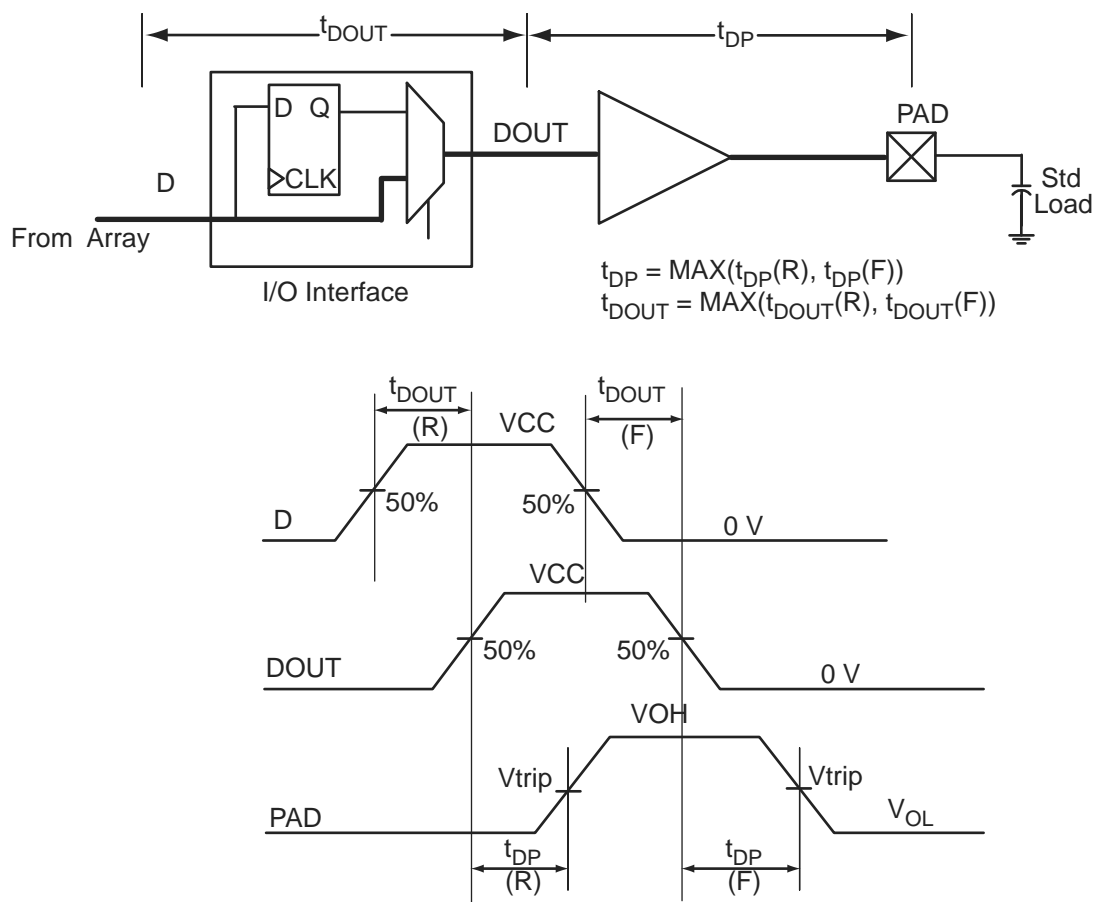 tDOUT
tDP
D Q
CLK
D
From Array
I/O Interface
DOUT
PAD
Std
Load
tDP = MAX(tDP(R), tDP(F))
tDOUT = MAX(tDOUT(R), tDOUT(F))
tDOUT
(R)
VCC
tDOUT
(F)
50%
50%
D
0 V
VCC
50%
50%
DOUT
0 V
VOH
Vtrip
Vtrip
PAD
VOL
tDP
(R)
tDP
(F)